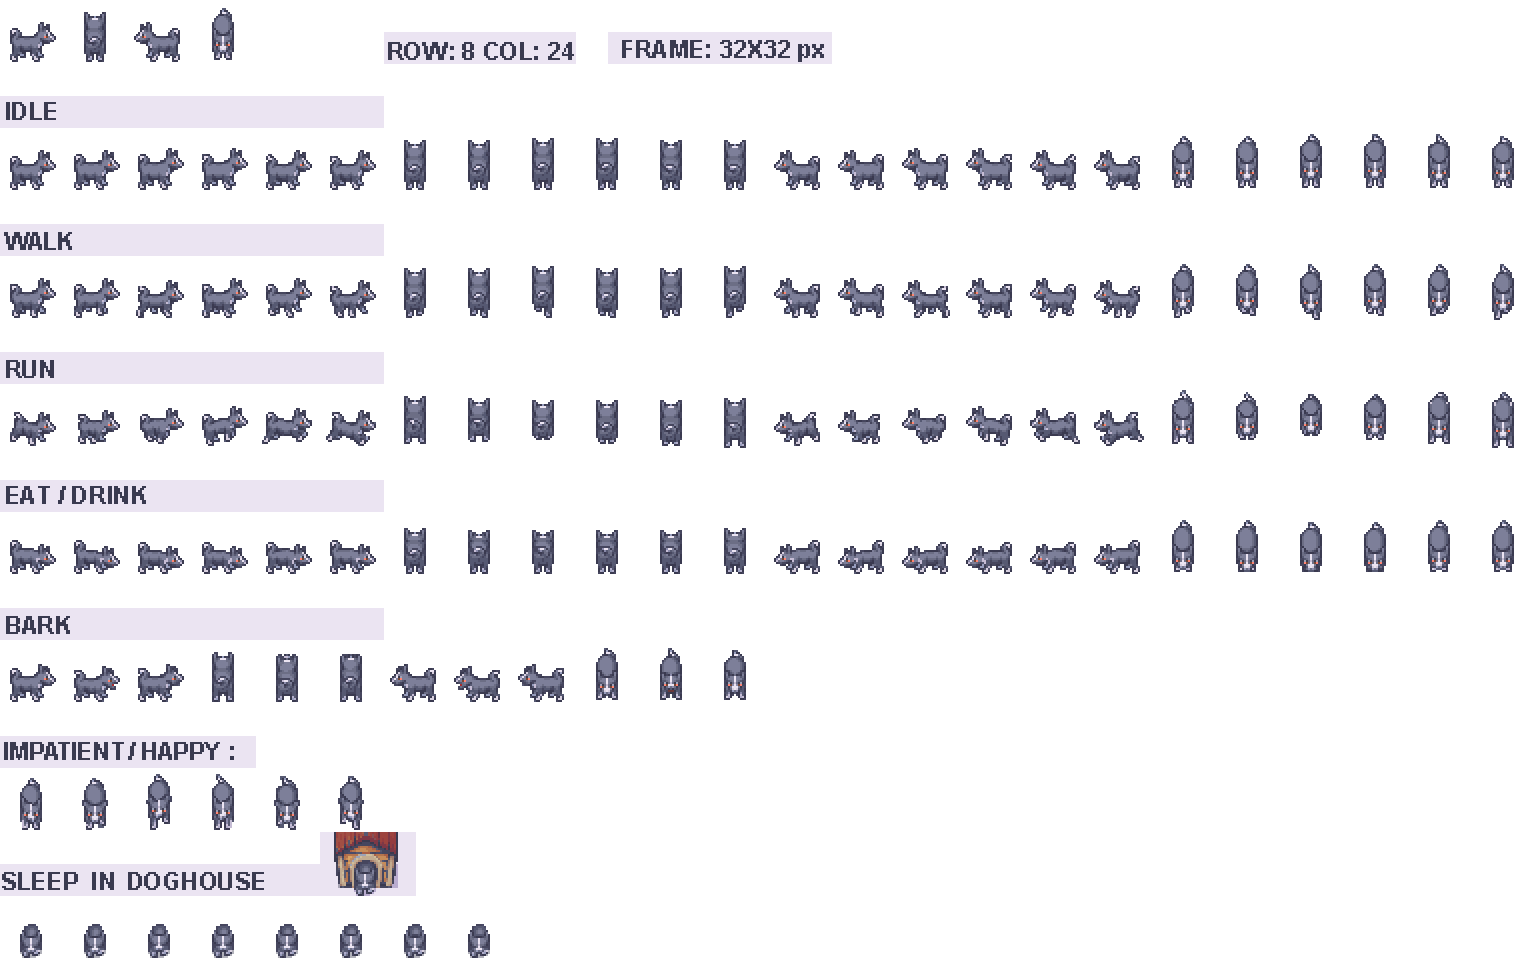 ROW: 8 COL: 24
FRAME: 32X32 px
IDLE
WALK
RUN
EAT / DRINK
BARK
IMPATIENT / HAPPY :
SLEEP IN DOGHOUSE